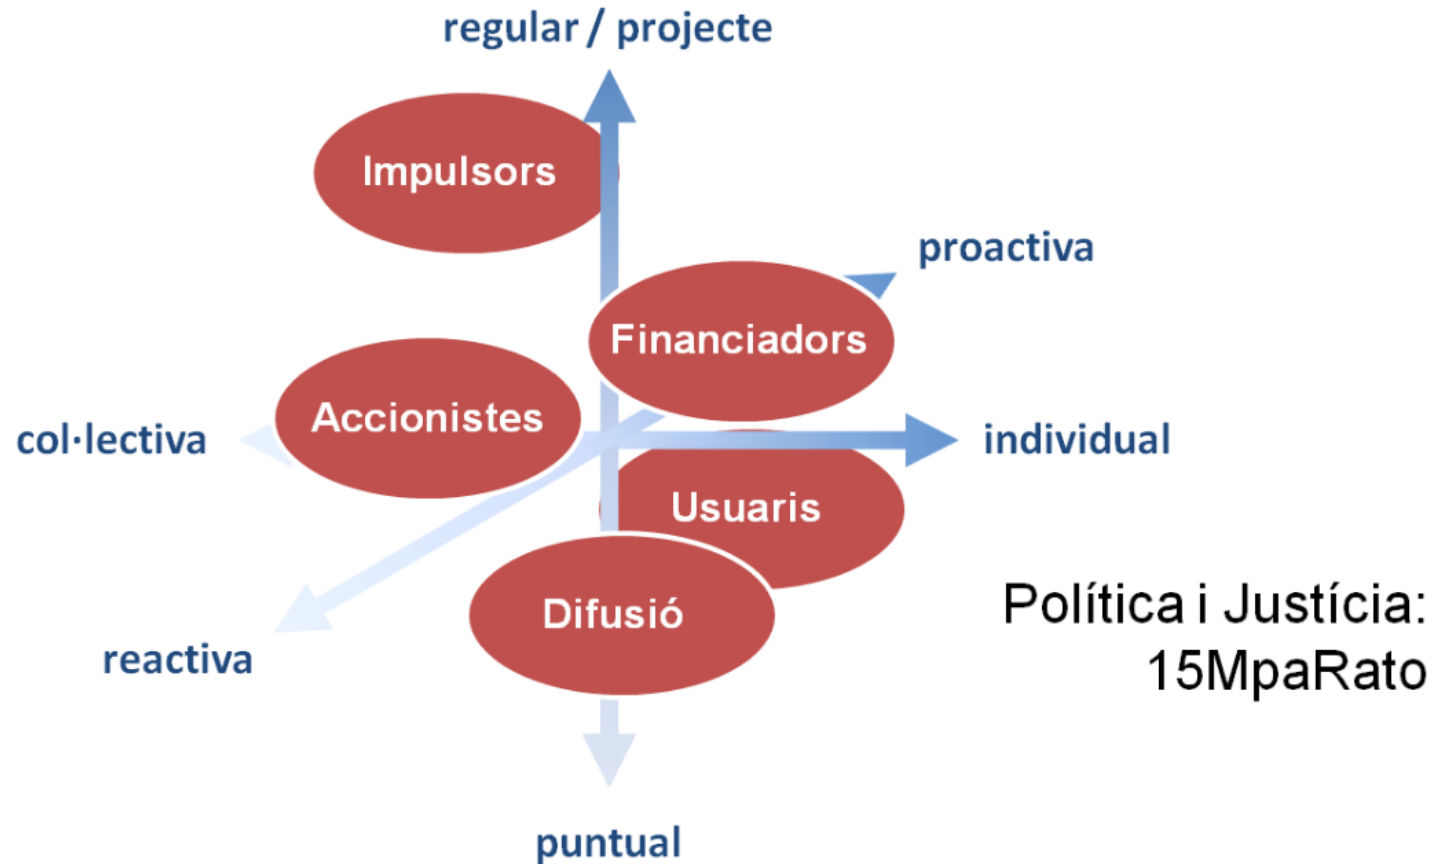 regular / projecte
Impulsors
proactiva
Financiadors
Accionistes
col·lectiva
individual
Usuaris
Difusió
Política i Justícia:
15MpaRato
reactiva
puntual